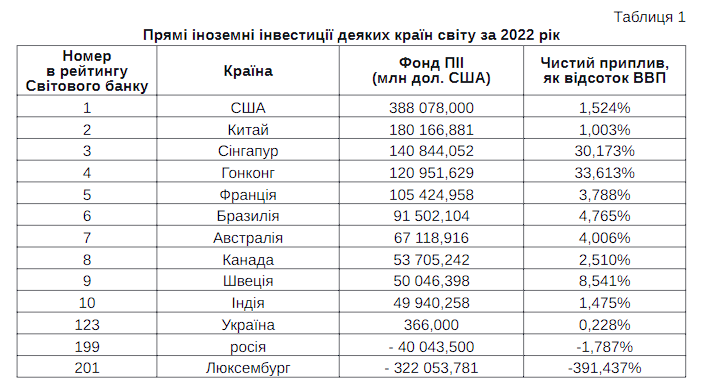 Таблиця 1
Прямі іноземні інвестиції деяких країн світу за 2022 рік
Номер в рейтингу Світового банку Країна Фонд ПІІ (млн дол. США) Чистий приплив, як відсоток ВВП
1 США 388 078,000 1,524%
2 Китай 180 166,881 1,003%
3 Сінгапур 140 844,052 30,173%
4 Гонконг 120 951,629 33,613%
5 Франція 105 424,958 3,788%
6 Бразилія 91 502,104 4,765%
7 Австралія 67 118,916 4,006%
8 Канада 53 705,242 2,510%
9 Швеція 50 046,398 8,541%
10 Індія 49 940,258 1,475%
123 Україна 366,000 0,228%
199 росія - 40 043,500 -1,787%
201 Люксембург - 322 053,781 -391,437%